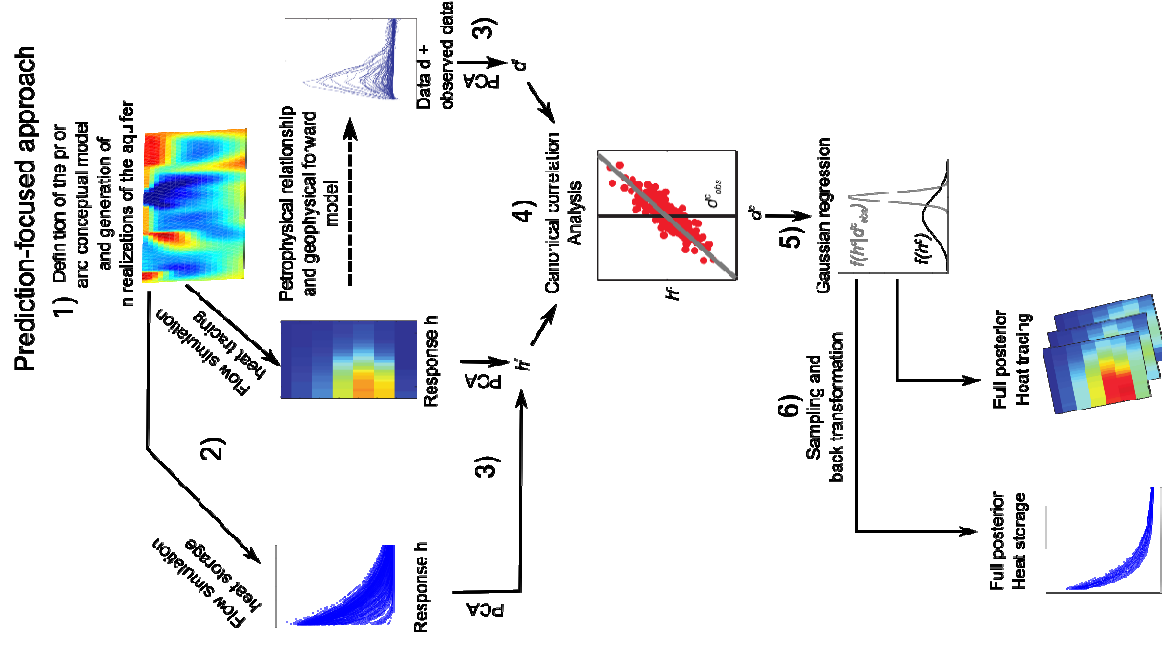 Prediction-focused approach
1) Definition of the prior
and conceptual model
and generation of
n realizations of the aquifer
2)
Flow simulation
heat storage
Flow simulation
heat tracing
Petrophysical relationship
and geophysical forward
model
Response h
Response h
Data d +
observed data
3)
PCA
PCA
PCA
3)
h^f
d^f
4)
Canonical correlation
Analysis
h^c
d^c_obs
d^c
5)
Gaussian regression
f(h^c|d^c_obs)
f(h^c)
6)
Sampling and
back transformation
Full posterior
Heat storage
Full posterior
Heat tracing